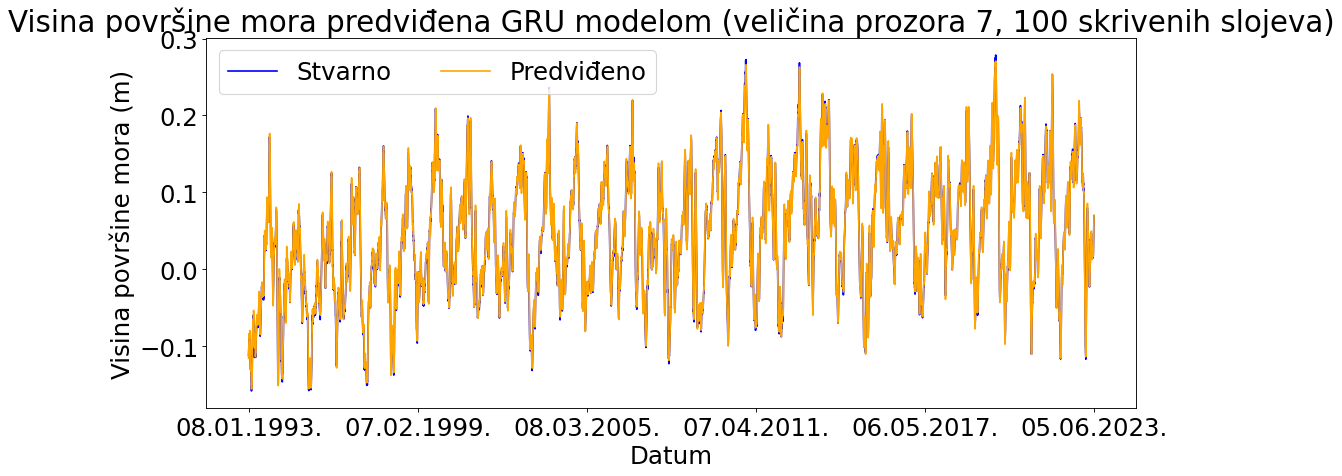 Visina površine mora predviđena GRU modelom (veličina prozora 7, 100 skrivenih slojeva)
Stvarno Predviđeno
Visina površine mora (m)
0.3
0.2
0.1
0.0
−0.1
08.01.1993. 07.02.1999. 08.03.2005. 07.04.2011. 06.05.2017. 05.06.2023.
Datum